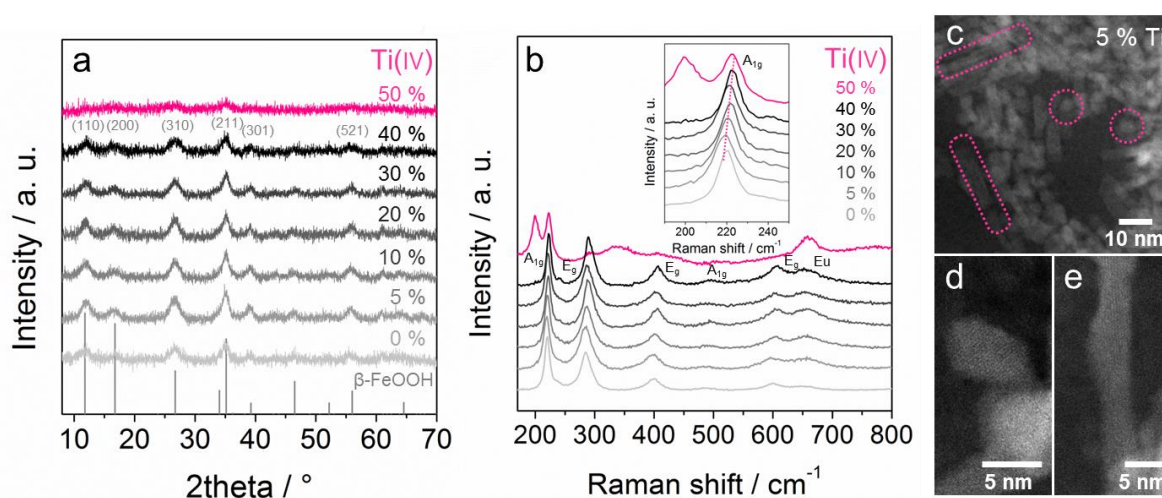 a
Ti(IV)
50 %
(110) (200) (310) (211) (301) (521)
40 %
30 %
20 %
10 %
5 %
0 %
β-FeOOH
Intensity / a. u.
10 20 30 40 50 60 70
2theta / °
b
Ti(IV)
50 %
40 %
30 %
20 %
10 %
5 %
0 %
A1g
Intensity / a. u.
200 220 240
Raman shift / cm-1
A1g Eg Eg A1g Eg Eu
Intensity / a. u.
200 300 400 500 600 700 800
Raman shift / cm-1
c
5 % T
10 nm
d
5 nm
e
5 nm